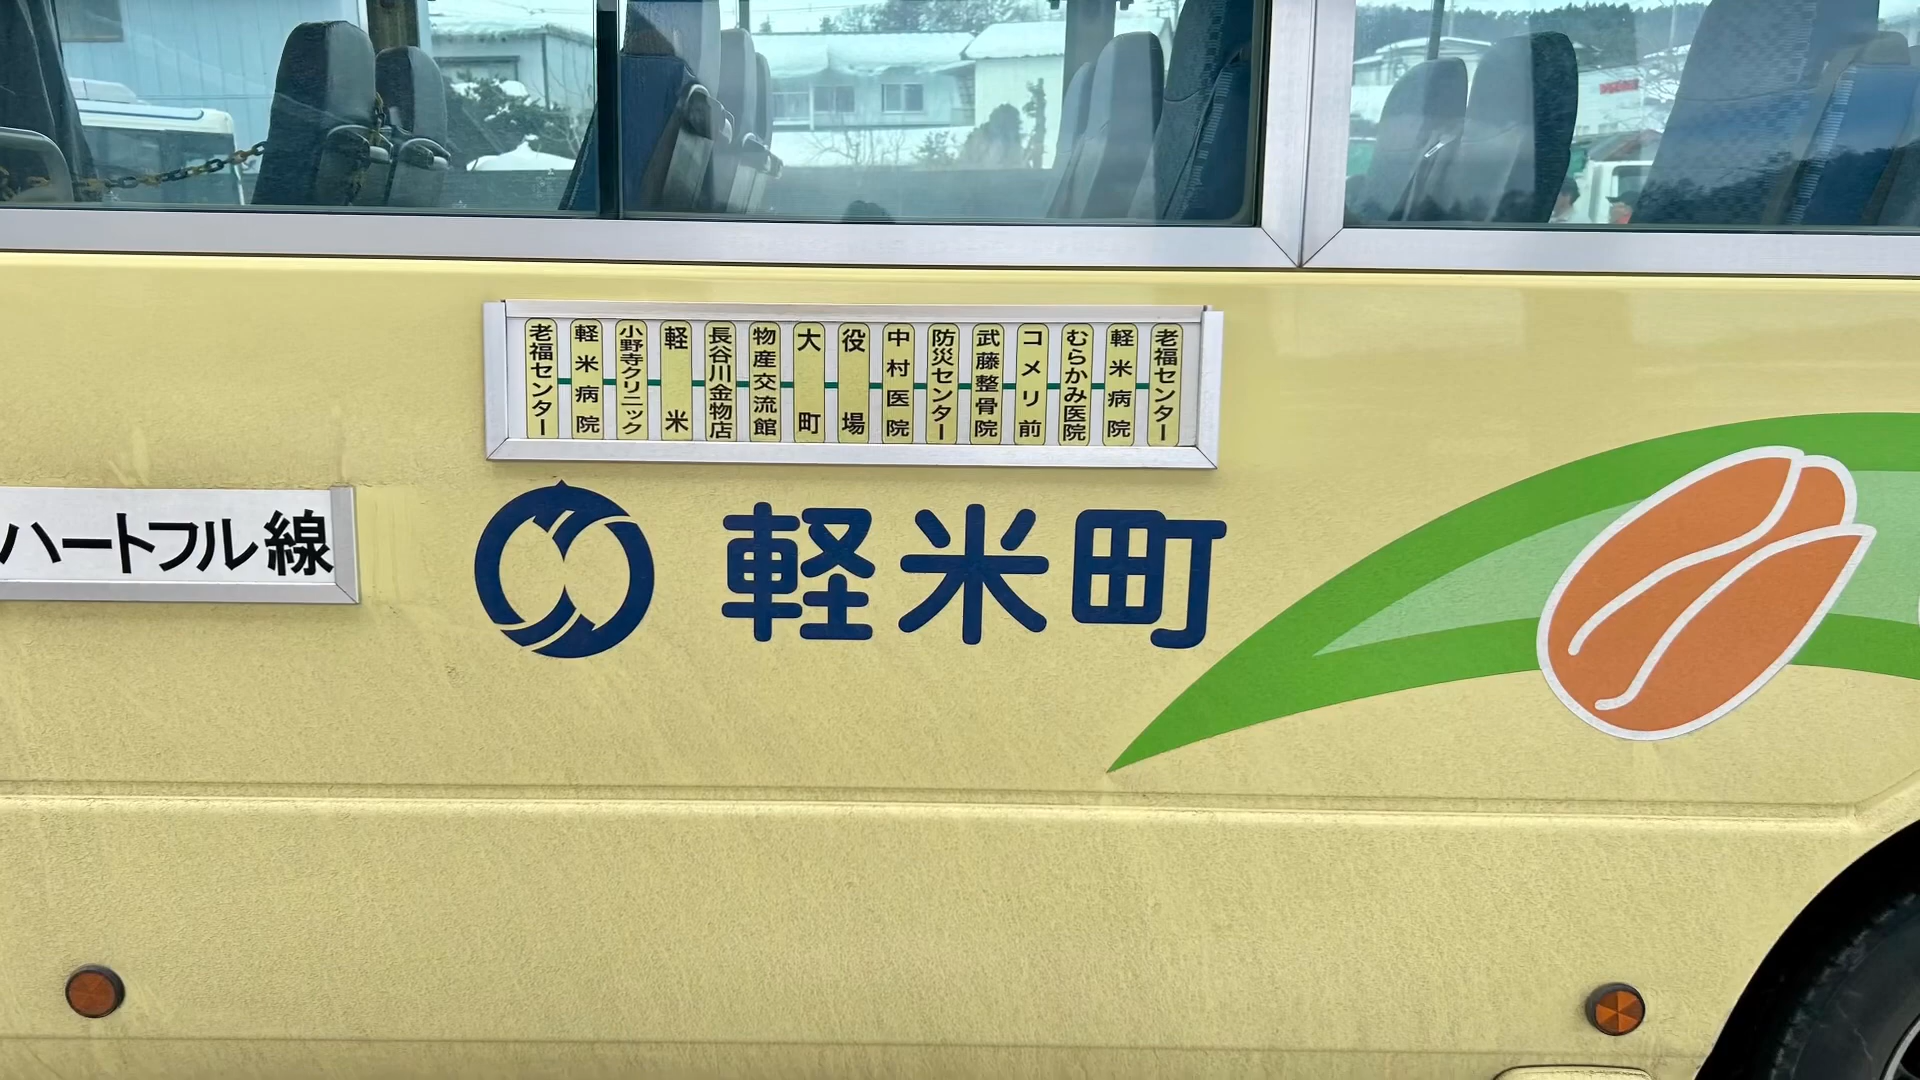 老福センター
軽米病院
小野寺クリニック
軽米
長谷川金物店
物産交流館
大町
役場
中村医院
防災センター
武藤整骨院
コメリ前
むらかみ医院
軽米病院
老福センター
ハートフル線
軽米町